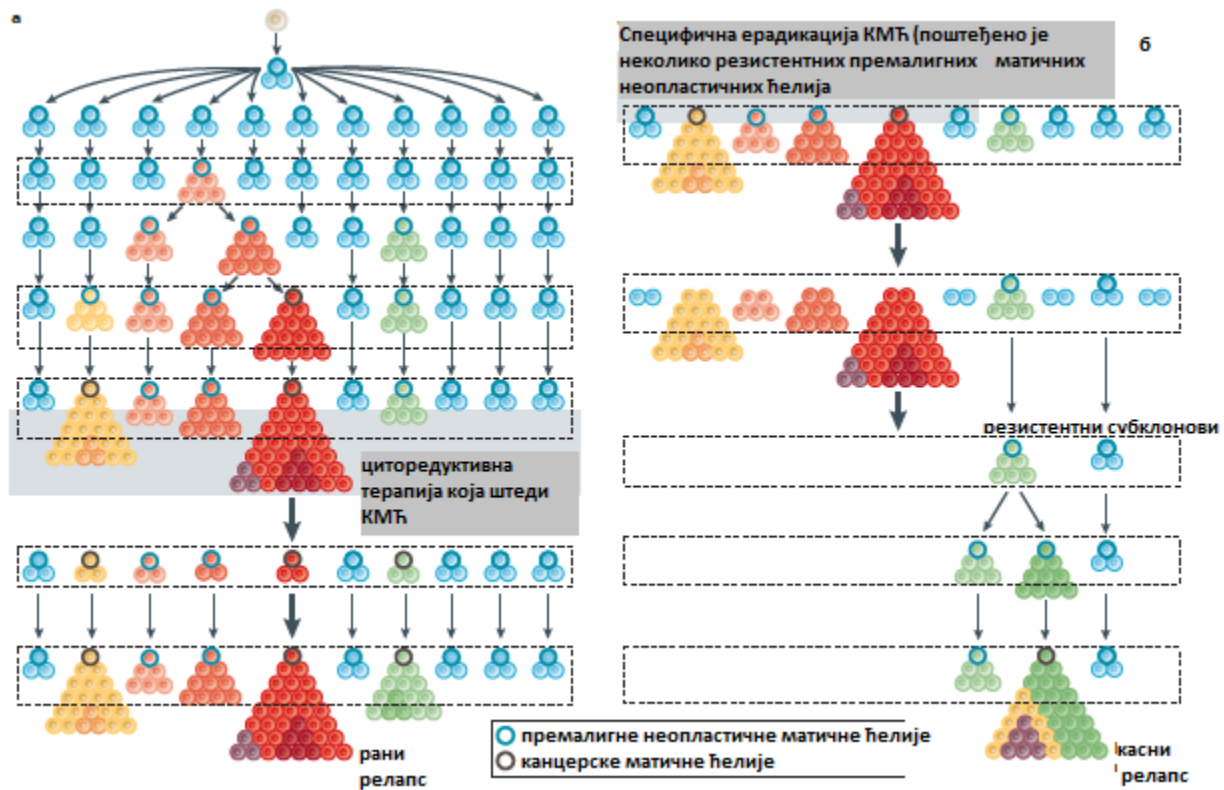 а
Специфична ерадикација КМЋ (поштеђено је
неколико резистентних премалигних матичних
неопластичних ћелија
б
резистентни субклонови
циторедуктивна
терапија која штеди
КМЋ
рани
релапс
премалигне неопластичне матичне ћелије
канцерске матичне ћелије
касни
релапс